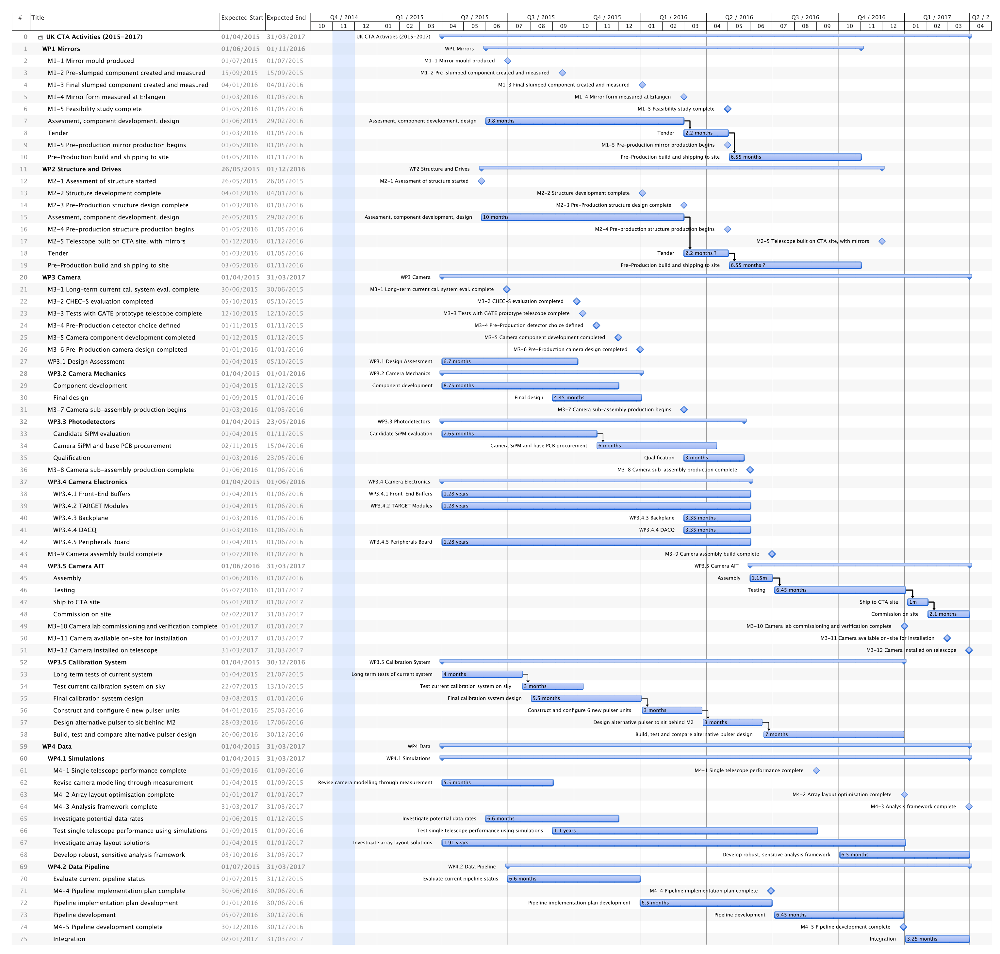 # Title Expected Start Expected End Q4 / 2014 Q1 / 2015 Q2 / 2015 Q3 / 2015 Q4 / 2015 Q1 / 2016 Q2 / 2016 Q3 / 2016 Q4 / 2016 Q1 / 2017 Q2 / 2
10 11 12 01 02 03 04 05 06 07 08 09 10 11 12 01 02 03 04 05 06 07 08 09 10 11 12 01 02 03 04
0 UK CTA Activities (2015-2017) 01/04/2015 31/03/2017 UK CTA Activities (2015-2017)
1 WP1 Mirrors 01/06/2015 01/11/2016 WP1 Mirrors
2 M1-1 Mirror mould produced 01/07/2015 01/07/2015 M1-1 Mirror mould produced
3 M1-2 Pre-slumped component created and measured 15/09/2015 15/09/2015 M1-2 Pre-slumped component created and measured
4 M1-3 Final slumped component created and measured 04/01/2016 04/01/2016 M1-3 Final slumped component created and measured
5 M1-4 Mirror form measured at Erlangen 01/03/2016 01/03/2016 M1-4 Mirror form measured at Erlangen
6 M1-5 Feasibility study complete 01/05/2016 01/05/2016 M1-5 Feasibility study complete
7 Assesment, component development, design 01/06/2015 29/02/2016 Assesment, component development, design 9.8 months
8 Tender 01/03/2016 01/05/2016 Tender 2.2 months
9 M1-5 Pre-production mirror production begins 01/05/2016 01/05/2016 M1-5 Pre-production mirror production begins
10 Pre-Production build and shipping to site 03/05/2016 01/11/2016 Pre-Production build and shipping to site 6.55 months
11 WP2 Structure and Drives 26/05/2015 01/12/2016 WP2 Structure and Drives
12 M2-1 Asessment of structure started 26/05/2015 26/05/2015 M2-1 Asessment of structure started
13 M2-2 Structure development complete 04/01/2016 04/01/2016 M2-2 Structure development complete
14 M2-3 Pre-Production structure design complete 01/03/2016 01/03/2016 M2-3 Pre-Production structure design complete
15 Assesment, component development, design 26/05/2015 29/02/2016 Assesment, component development, design 10 months
16 M2-4 Pre-production structure production begins 01/05/2016 01/05/2016 M2-4 Pre-production structure production begins
17 M2-5 Telescope built on CTA site, with mirrors 01/12/2016 01/12/2016 M2-5 Telescope built on CTA site, with mirrors
18 Tender 01/03/2016 01/05/2016 Tender 2.2 months ?
19 Pre-Production build and shipping to site 03/05/2016 01/11/2016 Pre-Production build and shipping to site 6.55 months ?
20 WP3 Camera 01/04/2015 31/03/2017 WP3 Camera
21 M3-1 Long-term current cal. system eval. complete 30/06/2015 30/06/2015 M3-1 Long-term current cal. system eval. complete
22 M3-2 CHEC-S evaluation completed 05/10/2015 05/10/2015 M3-2 CHEC-S evaluation completed
23 M3-3 Tests with GATE prototype telescope complete 12/10/2015 12/10/2015 M3-3 Tests with GATE prototype telescope complete
24 M3-4 Pre-Production detector choice defined 01/11/2015 01/11/2015 M3-4 Pre-Production detector choice defined
25 M3-5 Camera component development completed 01/12/2015 01/12/2015 M3-5 Camera component development completed
26 M3-6 Pre-Production camera design completed 01/01/2016 01/01/2016 M3-6 Pre-Production camera design completed
27 WP3.1 Design Assessment 01/04/2015 05/10/2015 WP3.1 Design Assessment 6.7 months
28 WP3.2 Camera Mechanics 01/04/2015 01/01/2016 WP3.2 Camera Mechanics
29 Component development 01/04/2015 01/12/2015 Component development 8.75 months
30 Final design 01/09/2015 01/01/2016 Final design 4.45 months
31 M3-7 Camera sub-assembly production begins 01/03/2016 01/03/2016 M3-7 Camera sub-assembly production begins
32 WP3.3 Photodetectors 01/04/2015 23/05/2016 WP3.3 Photodetectors
33 Candidate SiPM evaluation 01/04/2015 01/11/2015 Candidate SiPM evaluation 7.65 months
34 Camera SiPM and base PCB procurement 02/11/2015 15/04/2016 Camera SiPM and base PCB procurement 6 months
35 Qualification 01/03/2016 23/05/2016 Qualification 3 months
36 M3-8 Camera sub-assembly production complete 01/06/2016 01/06/2016 M3-8 Camera sub-assembly production complete
37 WP3.4 Camera Electronics 01/04/2015 01/06/2016 WP3.4 Camera Electronics
38 WP3.4.1 Front-End Buffers 01/04/2015 01/06/2016 WP3.4.1 Front-End Buffers 1.28 years
39 WP3.4.2 TARGET Modules 01/04/2015 01/06/2016 WP3.4.2 TARGET Modules 1.28 years
40 WP3.4.3 Backplane 01/03/2016 01/06/2016 WP3.4.3 Backplane 3.35 months
41 WP3.4.4 DACQ 01/03/2016 01/06/2016 WP3.4.4 DACQ 3.35 months
42 WP3.4.5 Peripherals Board 01/04/2015 01/06/2016 WP3.4.5 Peripherals Board 1.28 years
43 M3-9 Camera assembly build complete 01/07/2016 01/07/2016 M3-9 Camera assembly build complete
44 WP3.5 Camera AIT 01/06/2016 31/03/2017 WP3.5 Camera AIT
45 Assembly 01/06/2016 01/07/2016 Assembly 1.15m
46 Testing 05/07/2016 01/01/2017 Testing 6.45 months
47 Ship to CTA site 05/01/2017 01/02/2017 Ship to CTA site 1m
48 Commission on site 02/02/2017 31/03/2017 Commission on site 2.1 months
49 M3-10 Camera lab commissioning and verification complete 01/01/2017 01/01/2017 M3-10 Camera lab commissioning and verification complete
50 M3-11 Camera available on-site for installation 01/03/2017 01/03/2017 M3-11 Camera available on-site for installation
51 M3-12 Camera installed on telescope 31/03/2017 31/03/2017 M3-12 Camera installed on telescope
52 WP3.5 Calibration System 01/04/2015 30/12/2016 WP3.5 Calibration System
53 Long term tests of current system 01/04/2015 21/07/2015 Long term tests of current system 4 months
54 Test current calibration system on sky 22/07/2015 13/10/2015 Test current calibration system on sky 3 months
55 Final calibration system design 03/08/2015 01/01/2016 Final calibration system design 5.5 months
56 Construct and configure 6 new pulser units 04/01/2016 25/03/2016 Construct and configure 6 new pulser units 3 months
57 Design alternative pulser to sit behind M2 28/03/2016 17/06/2016 Design alternative pulser to sit behind M2 3 months
58 Build, test and compare alternative pulser design 20/06/2016 30/12/2016 Build, test and compare alternative pulser design 7 months
59 WP4 Data 01/04/2015 31/03/2017 WP4 Data
60 WP4.1 Simulations 01/04/2015 31/03/2017 WP4.1 Simulations
61 M4-1 Single telescope performance complete 01/09/2016 01/09/2016 M4-1 Single telescope performance complete
62 Revise camera modelling through measurement 01/04/2015 01/09/2015 Revise camera modelling through measurement 5.5 months
63 M4-2 Array layout optimisation complete 01/01/2017 01/01/2017 M4-2 Array layout optimisation complete
64 M4-3 Analysis framework complete 31/03/2017 31/03/2017 M4-3 Analysis framework complete
65 Investigate potential data rates 01/06/2015 01/12/2015 Investigate potential data rates 6.6 months
66 Test single telescope performance using simulations 01/09/2015 01/09/2016 Test single telescope performance using simulations 1.1 years
67 Investigate array layout solutions 01/04/2015 01/01/2017 Investigate array layout solutions 1.91 years
68 Develop robust, sensitive analysis framework 03/10/2016 31/03/2017 Develop robust, sensitive analysis framework 6.5 months
69 WP4.2 Data Pipeline 01/07/2015 31/03/2017 WP4.2 Data Pipeline
70 Evaluate current pipeline status 01/07/2015 31/12/2015 Evaluate current pipeline status 6.6 months
71 M4-4 Pipeline implementation plan complete 30/06/2016 30/06/2016 M4-4 Pipeline implementation plan complete
72 Pipeline implementation plan development 01/01/2016 30/06/2016 Pipeline implementation plan development 6.5 months
73 Pipeline development 05/07/2016 30/12/2016 Pipeline development 6.45 months
74 M4-5 Pipeline development complete 30/12/2016 30/12/2016 M4-5 Pipeline development complete
75 Integration 02/01/2017 31/03/2017 Integration 3.25 months